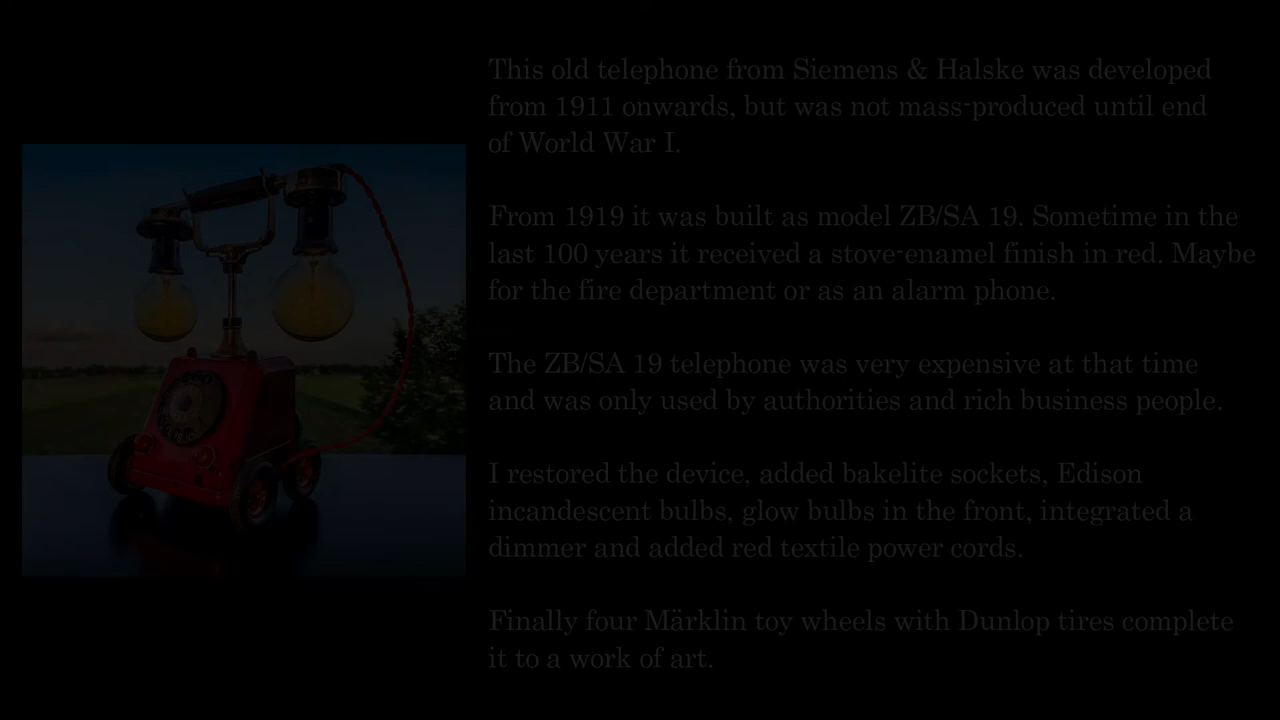 This old telephone from Siemens & Halske was developed
from 1911 onwards, but was not mass-produced until end
of World War I.
From 1919 it was built as model ZB/SA 19. Sometime in the
last 100 years it received a stove-enamel finish in red. Maybe
for the fire department or as an alarm phone.
The ZB/SA 19 telephone was very expensive at that time
and was only used by authorities and rich business people.
I restored the device, added bakelite sockets, Edison
incandescent bulbs, glow bulbs in the front, integrated a
dimmer and added red textile power cords.
Finally four Märklin toy wheels with Dunlop tires complete
it to a work of art.